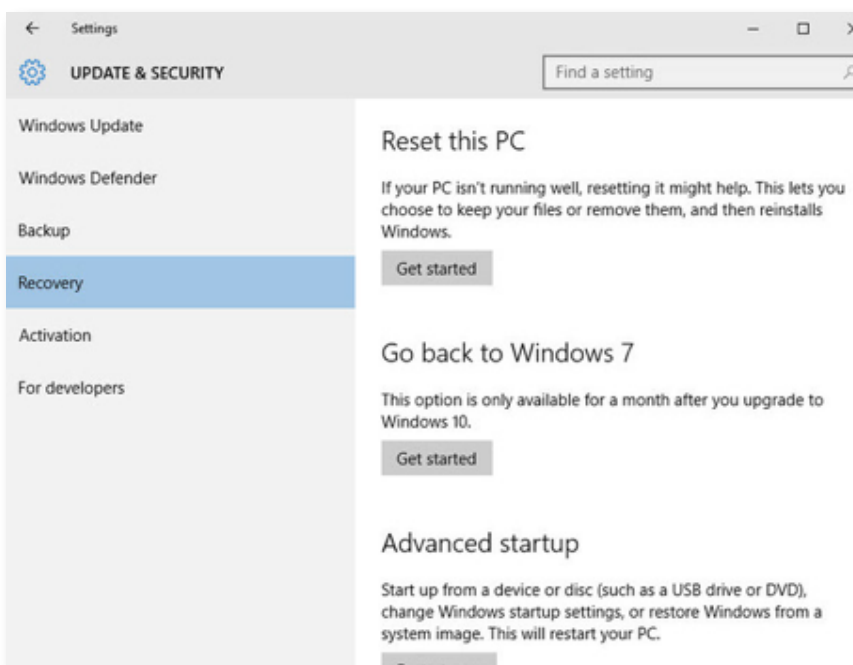 Settings
UPDATE & SECURITY
Find a setting
Windows Update
Windows Defender
Backup
Recovery
Activation
For developers
Reset this PC
If your PC isn't running well, resetting it might help. This lets you
choose to keep your files or remove them, and then reinstalls
Windows.
Get started
Go back to Windows 7
This option is only available for a month after you upgrade to
Windows 10.
Get started
Advanced startup
Start up from a device or disc (such as a USB drive or DVD),
change Windows startup settings, or restore Windows from a
system image. This will restart your PC.